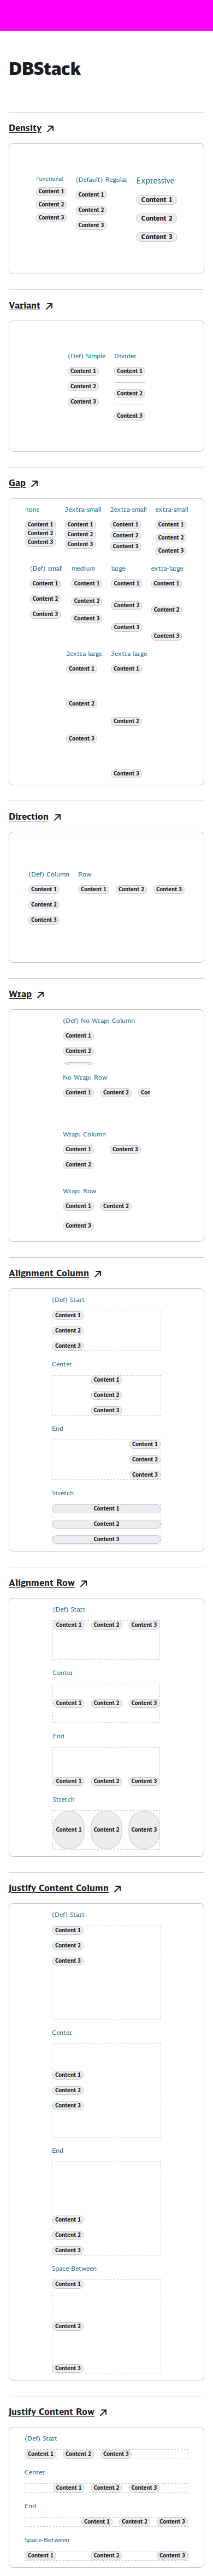 DBStack
Density
Functional (Default) Regular Expressive
Content 1 Content 1 Content 1
Content 2 Content 2 Content 2
Content 3 Content 3 Content 3
Variant
(Def) Simple Divider
Content 1 Content 1
Content 2 Content 2
Content 3 Content 3
Gap
none 3extra-small 2extra-small extra-small
Content 1 Content 1 Content 1 Content 1
Content 2 Content 2 Content 2 Content 2
Content 3 Content 3 Content 3 Content 3
(Def) small medium large extra-large
Content 1 Content 1 Content 1 Content 1
Content 2 Content 2 Content 2 Content 2
Content 3 Content 3 Content 3 Content 3
2extra-large 3extra-large
Content 1 Content 1
Content 2 Content 2
Content 3 Content 3
Direction
(Def) Column Row
Content 1 Content 1 Content 2 Content 3
Content 2
Content 3
Wrap
(Def) No Wrap: Column
Content 1
Content 2
No Wrap: Row
Content 1 Content 2 Con
Wrap: Column
Content 1 Content 3
Content 2
Wrap: Row
Content 1 Content 2
Content 3
Alignment Column
(Def) Start
Content 1
Content 2
Content 3
Center
Content 1
Content 2
Content 3
End
Content 1
Content 2
Content 3
Stretch
Content 1
Content 2
Content 3
Alignment Row
(Def) Start
Content 1 Content 2 Content 3
Center
Content 1 Content 2 Content 3
End
Content 1 Content 2 Content 3
Stretch
Content 1 Content 2 Content 3
Justify Content Column
(Def) Start
Content 1
Content 2
Content 3
Center
Content 1
Content 2
Content 3
End
Content 1
Content 2
Content 3
Space-Between
Content 1
Content 2
Content 3
Justify Content Row
(Def) Start
Content 1 Content 2 Content 3
Center
Content 1 Content 2 Content 3
End
Content 1 Content 2 Content 3
Space-Between
Content 1 Content 2 Content 3